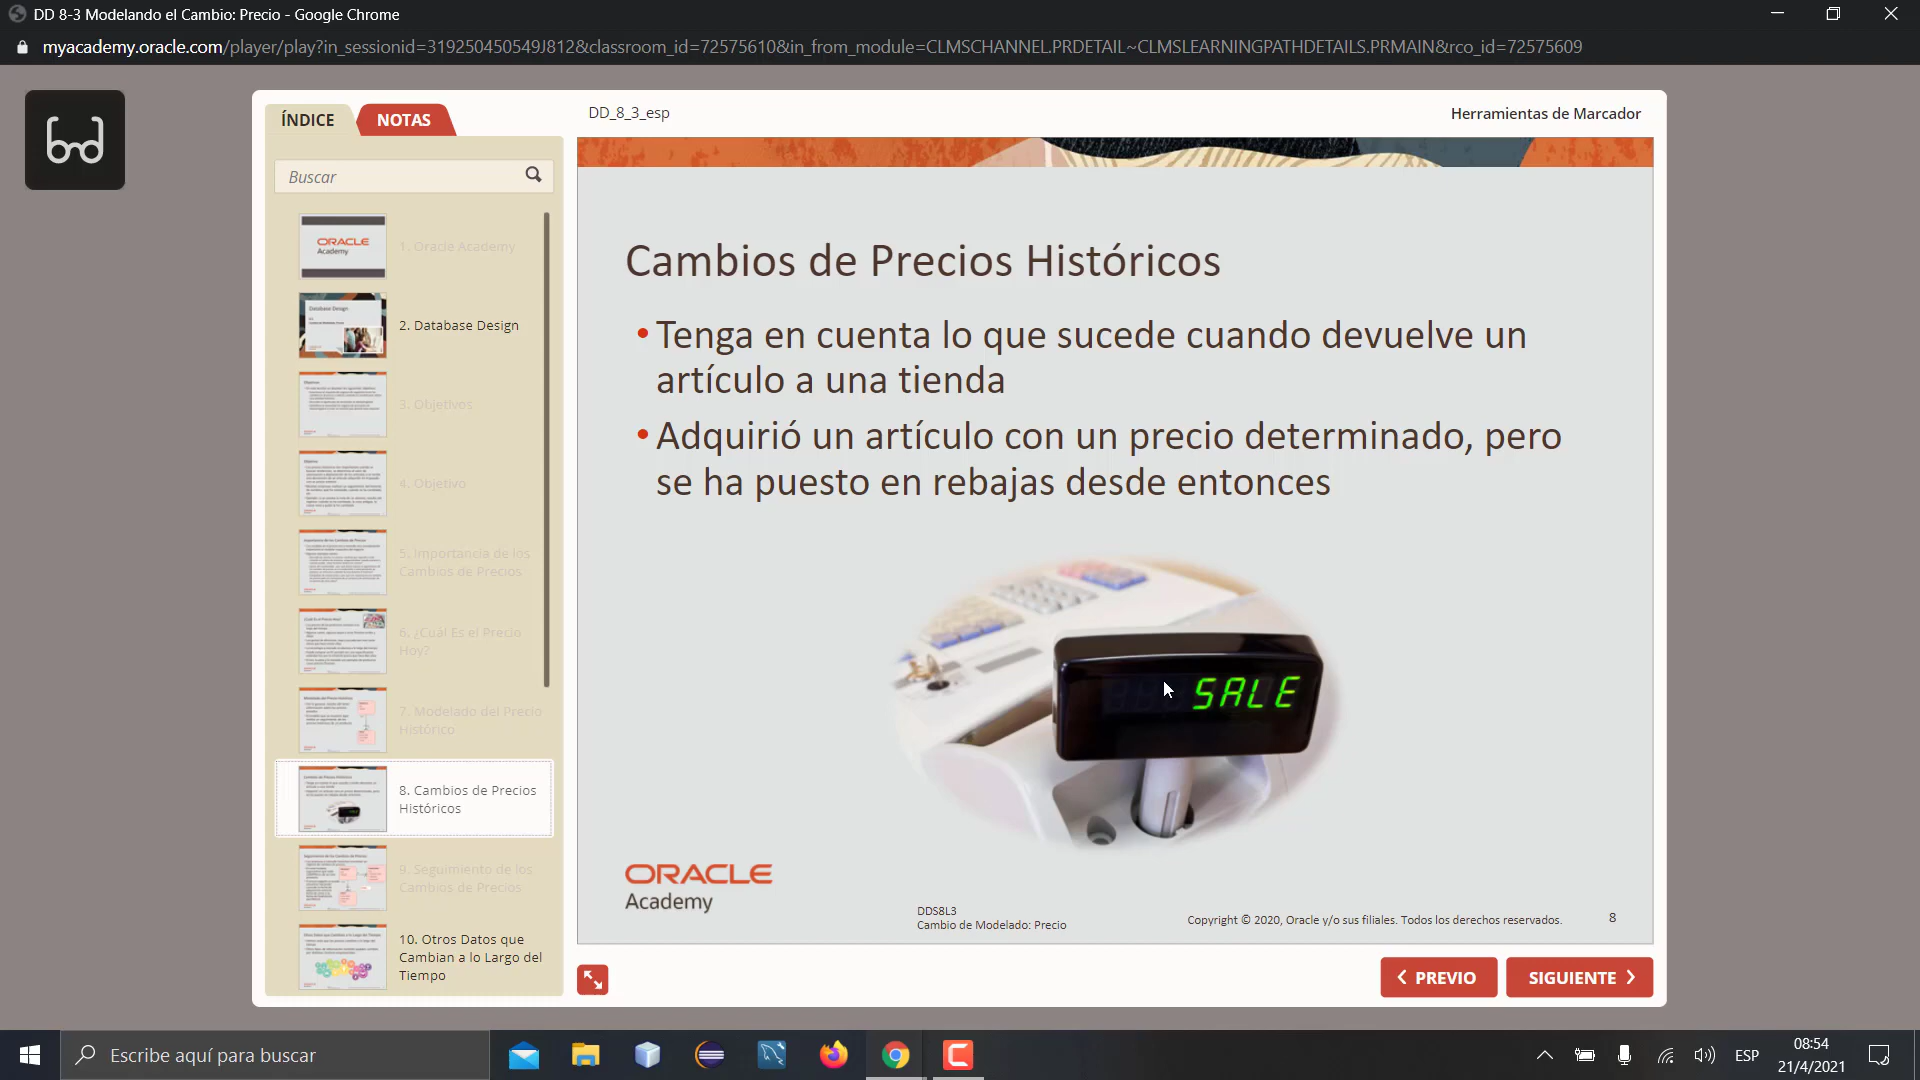 DD 8-3 Modelando el Cambio: Precio - Google Chrome
myacademy.oracle.com/player/play?in_sessionid=319250450549J812&classroom_id=72575610&in_from_module=CLMSCHANNEL.PRDETAIL~CLMSLEARNINGPATHDETAILS.PRMAIN&rco_id=72575609
ÍNDICE
NOTAS
DD_8_3_esp
Herramientas de Marcador
Buscar
ORACLE
Academy
1. Oracle Academy
Database Design
2. Database Design
3. Objetivos
4. Objetivo
5. Importancia de los
Cambios de Precios
6. ¿Cuál Es el Precio
Hoy?
7. Modelado del Precio
Histórico
8. Cambios de Precios
Históricos
9. Seguimiento de los
Cambios de Precios
10. Otros Datos que
Cambian a lo Largo del
Tiempo
Cambios de Precios Históricos
•Tenga en cuenta lo que sucede cuando devuelve un
artículo a una tienda
•Adquirió un artículo con un precio determinado, pero
se ha puesto en rebajas desde entonces
SALE
ORACLE
Academy
DDS8L3
Cambio de Modelado: Precio
Copyright © 2020, Oracle y/o sus filiales. Todos los derechos reservados.
8
PREVIO
SIGUIENTE
Escribe aquí para buscar
ESP
08:54
21/4/2021